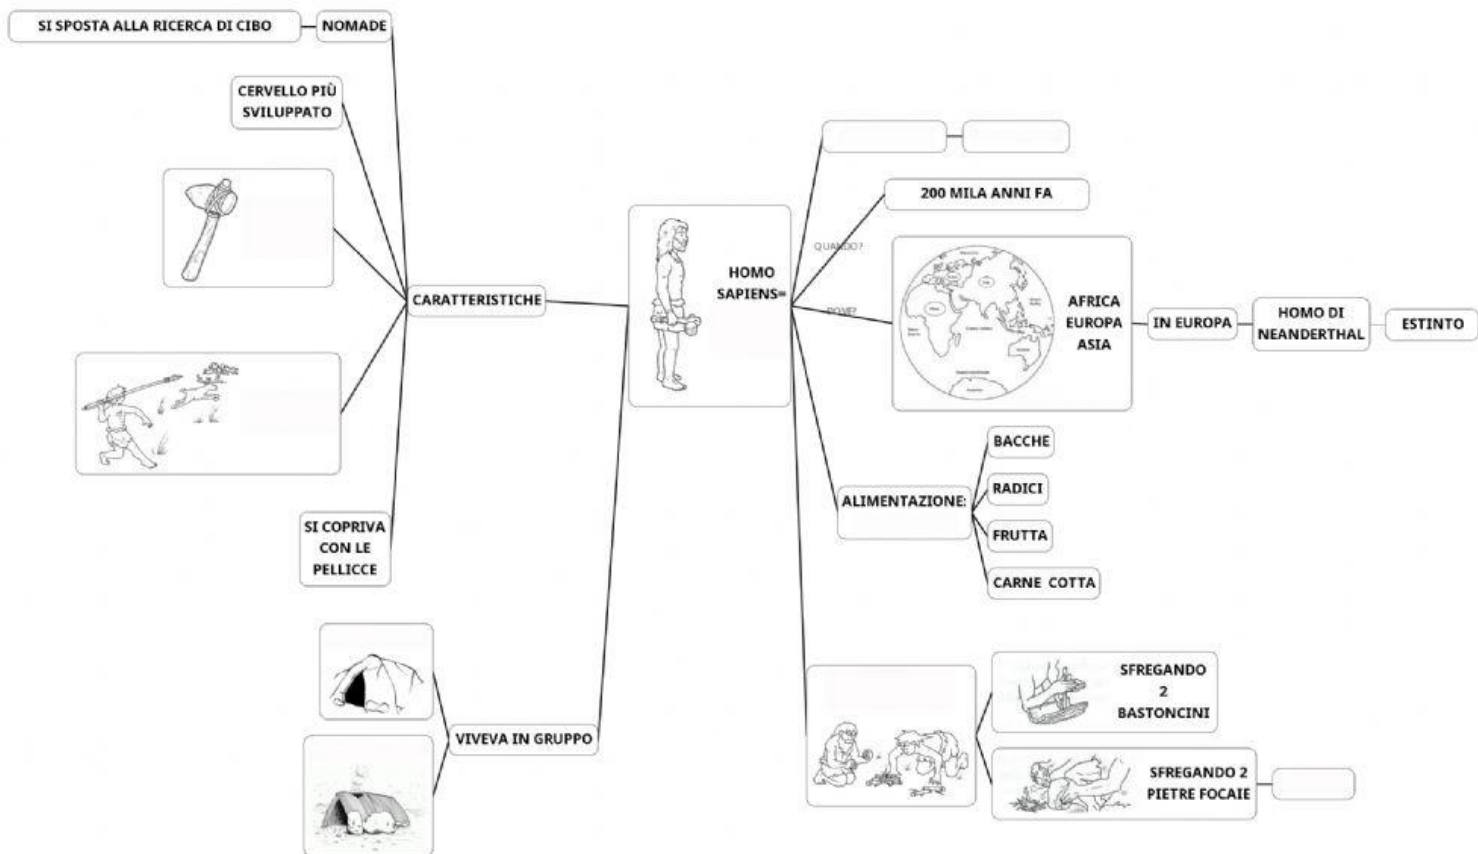 SI SPOSTA ALLA RICERCA DI CIBO
NOMADE
CERVELLO PIÙ
SVILUPPATO
CARATTERISTICHE
SI COPRIVA
CON LE
PELLICCE
VIVEVA IN GRUPPO
HOMO
SAPIENS=
200 MILA ANNI FA
QUANDO?
DOVE?
AFRICA
EUROPA
ASIA
IN EUROPA
HOMO DI
NEANDERTHAL
ESTINTO
ALIMENTAZIONE:
BACCHE
RADICI
FRUTTA
CARNE COTTA
SFREGANDO
2
BASTONCINI
SFREGANDO 2
PIETRE FOCAIE